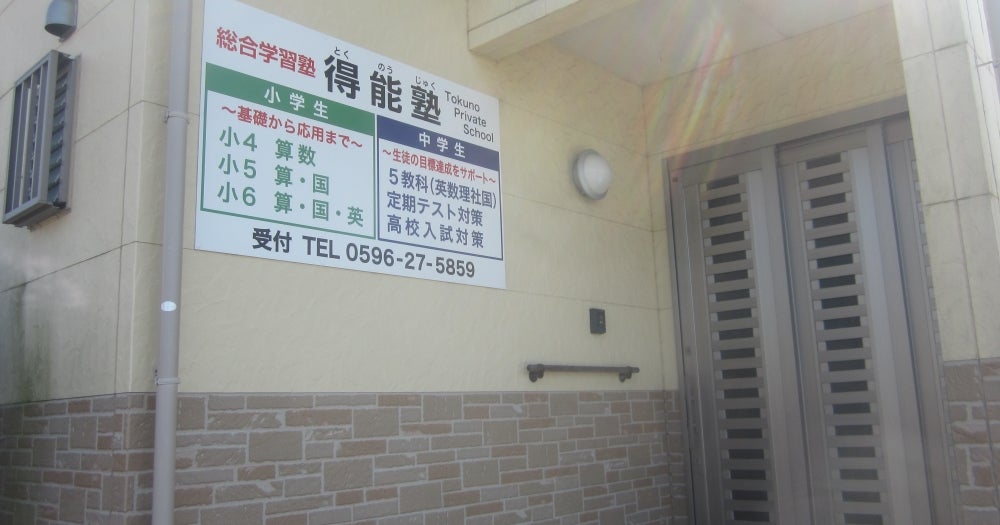 総合学習塾
とくのうじゅく
得能塾
Tokuno
Private
School
小学生
～基礎から応用まで～
小4 算数
小5 算・国
小6 算・国・英
中学生
～生徒の目標達成をサポート～
5教科(英数理社国)
定期テスト対策
高校入試対策
受付 TEL 0596-27-5859